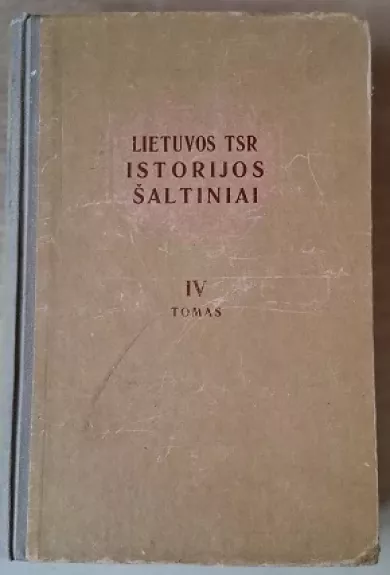 LIETUVOS TSR
ISTORIJOS
ŠALTINIAI
IV
TOMAS